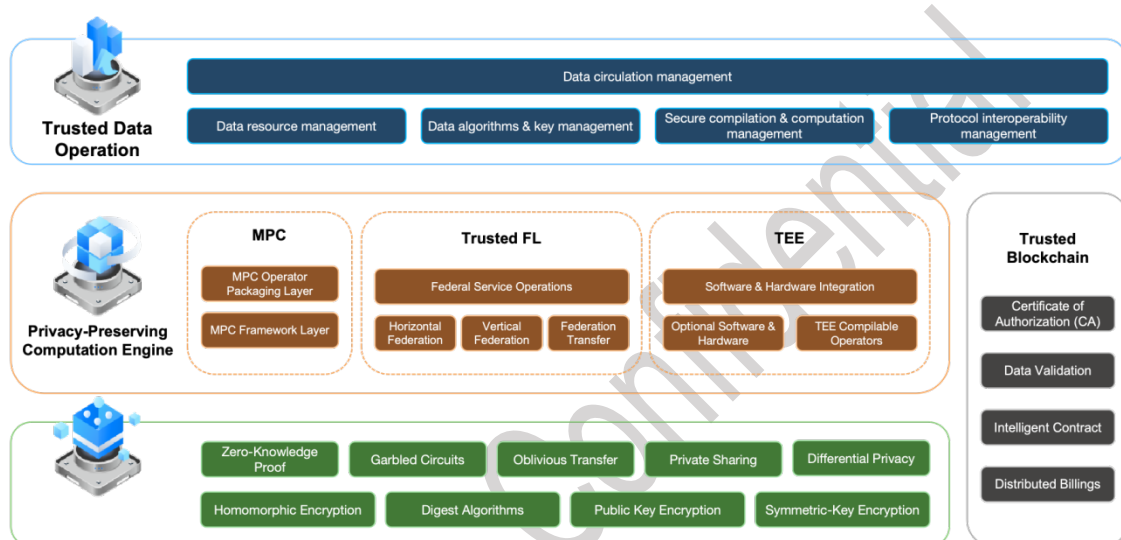 Data circulation management
Trusted Data
Operation
Data resource management
Data algorithms & key management
Secure compilation & computation
management
Protocol interoperability
management
Privacy-Preserving
Computation Engine
MPC
MPC Operator
Packaging Layer
MPC Framework Layer
Trusted FL
Federal Service Operations
Horizontal
Federation
Vertical
Federation
Federation
Transfer
TEE
Software & Hardware Integration
Optional Software &
Hardware
TEE Compilable
Operators
Trusted
Blockchain
Certificate of
Authorization (CA)
Data Validation
Intelligent Contract
Distributed Billings
Zero-Knowledge
Proof
Garbled Circuits
Oblivious Transfer
Private Sharing
Differential Privacy
Homomorphic Encryption
Digest Algorithms
Public Key Encryption
Symmetric-Key Encryption
Confidential